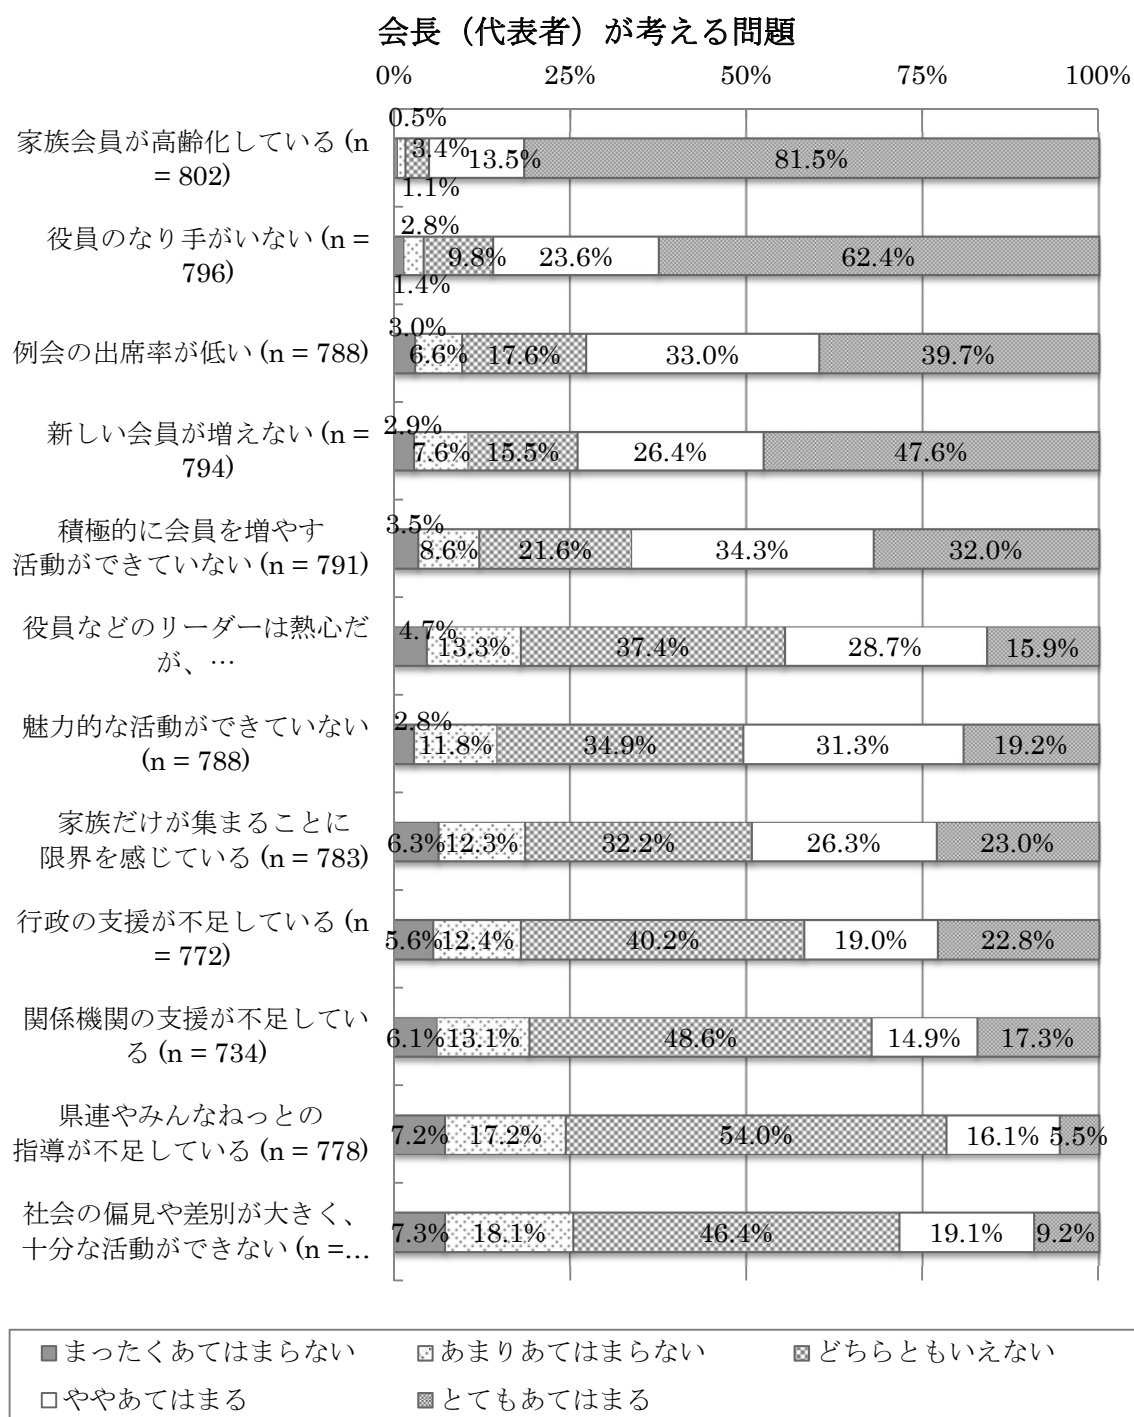 会長（代表者）が考える問題
0% 25% 50% 75% 100%
家族会員が高齢化している (n
= 802)
0.5%
1.1%
3.4%
13.5%
81.5%
役員のなり手がいない (n =
796)
1.4%
2.8%
9.8%
23.6%
62.4%
例会の出席率が低い (n = 788)
3.0%
6.6%
17.6%
33.0%
39.7%
新しい会員が増えない (n =
794)
2.9%
7.6%
15.5%
26.4%
47.6%
積極的に会員を増やす
活動ができていない (n = 791)
3.5%
8.6%
21.6%
34.3%
32.0%
役員などのリーダーは熱心だ
が、…
4.7%
13.3%
37.4%
28.7%
15.9%
魅力的な活動ができていない
(n = 788)
2.8%
11.8%
34.9%
31.3%
19.2%
家族だけが集まることに
限界を感じている (n = 783)
6.3%
12.3%
32.2%
26.3%
23.0%
行政の支援が不足している (n
= 772)
5.6%
12.4%
40.2%
19.0%
22.8%
関係機関の支援が不足してい
る (n = 734)
6.1%
13.1%
48.6%
14.9%
17.3%
県連やみんなねっとの
指導が不足している (n = 778)
7.2%
17.2%
54.0%
16.1%
5.5%
社会の偏見や差別が大きく、
十分な活動ができない (n =…
7.3%
18.1%
46.4%
19.1%
9.2%
まったくあてはまらない あまりあてはまらない どちらともいえない
ややあてはまる とてもあてはまる